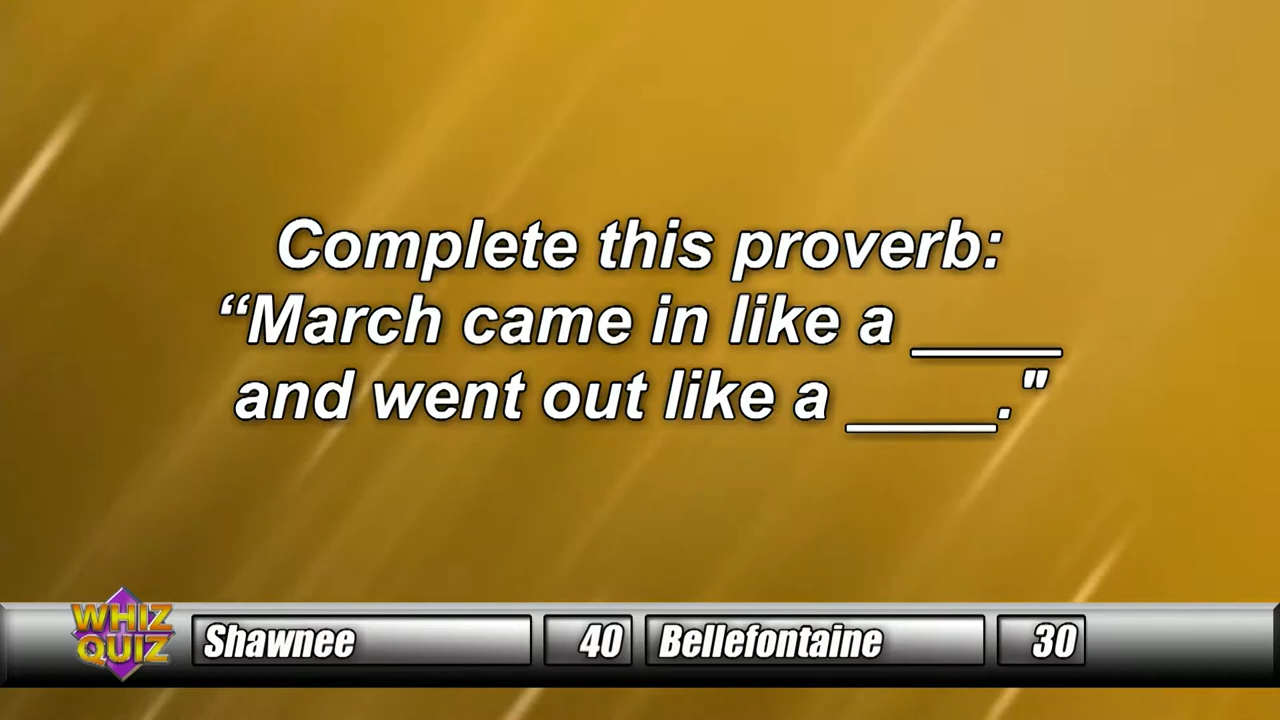 Complete this proverb:
“March came in like a _____
and went out like a _____."
WHIZ
QUIZ
Shawnee 40 Bellefontaine 30